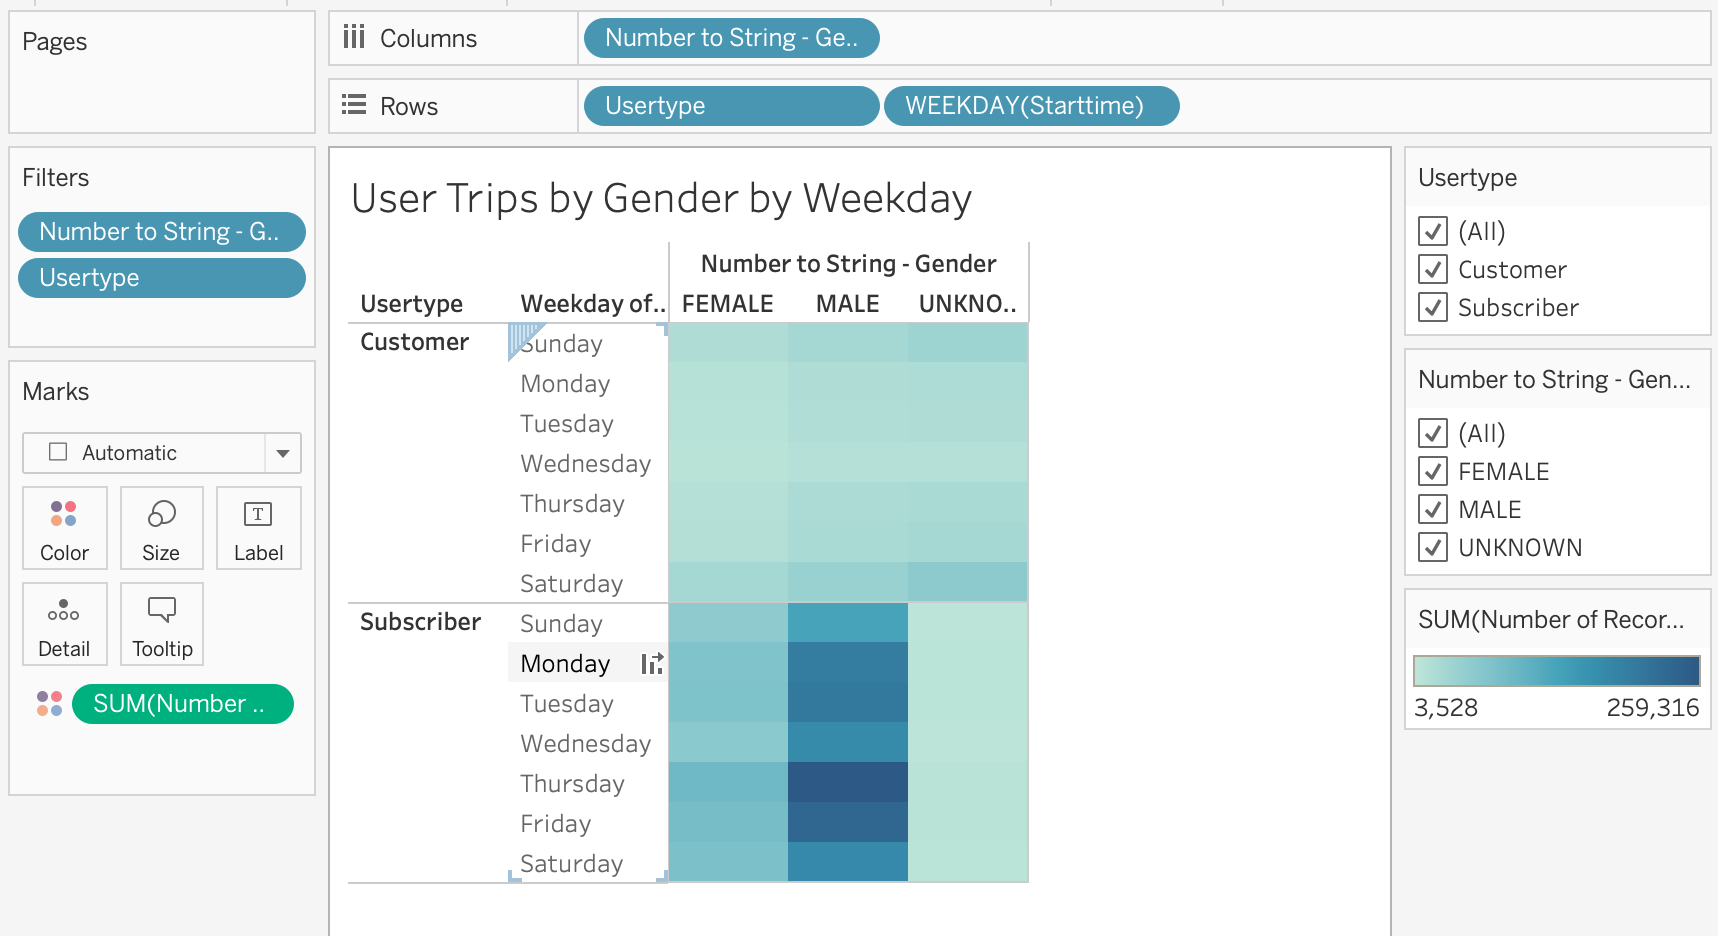 Pages
Columns
Number to String - Ge..
Rows
Usertype
WEEKDAY(Starttime)
Filters
Number to String - G..
Usertype
Marks
Automatic
Color
Size
T
Label
Detail
Tooltip
SUM(Number ..
User Trips by Gender by Weekday
Number to String - Gender
Usertype
Weekday of..
FEMALE
MALE
UNKNO..
Customer
Sunday
Monday
Tuesday
Wednesday
Thursday
Friday
Saturday
Subscriber
Sunday
Monday
Tuesday
Wednesday
Thursday
Friday
Saturday
Usertype
(All)
Customer
Subscriber
Number to String - Gen...
(All)
FEMALE
MALE
UNKNOWN
SUM(Number of Recor...
3,528
259,316